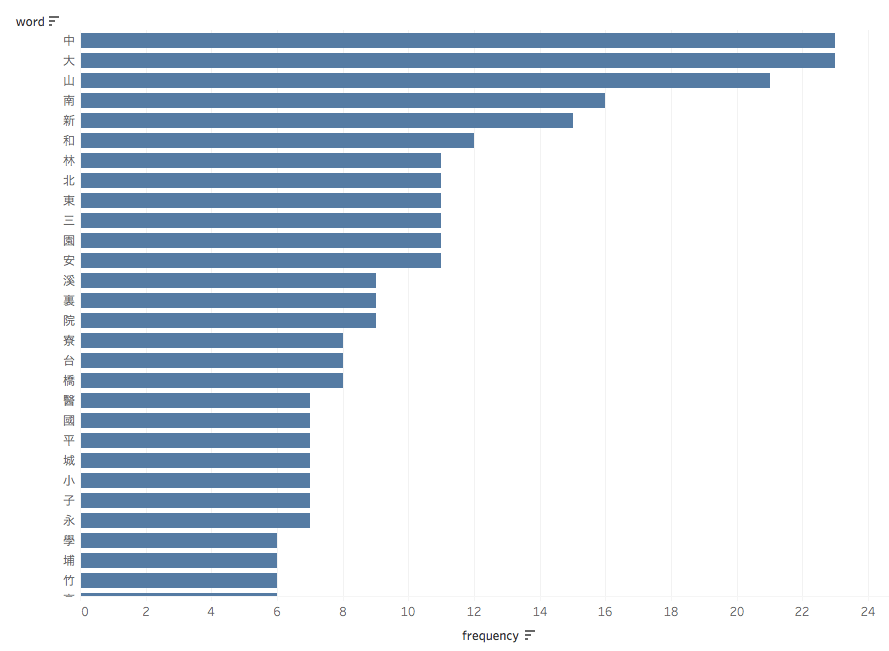 word
中
大
山
南
新
和
林
北
東
三
園
安
溪
裏
院
寮
台
橋
醫
國
平
城
小
子
永
學
埔
竹
0 2 4 6 8 10 12 14 16 18 20 22 24
frequency